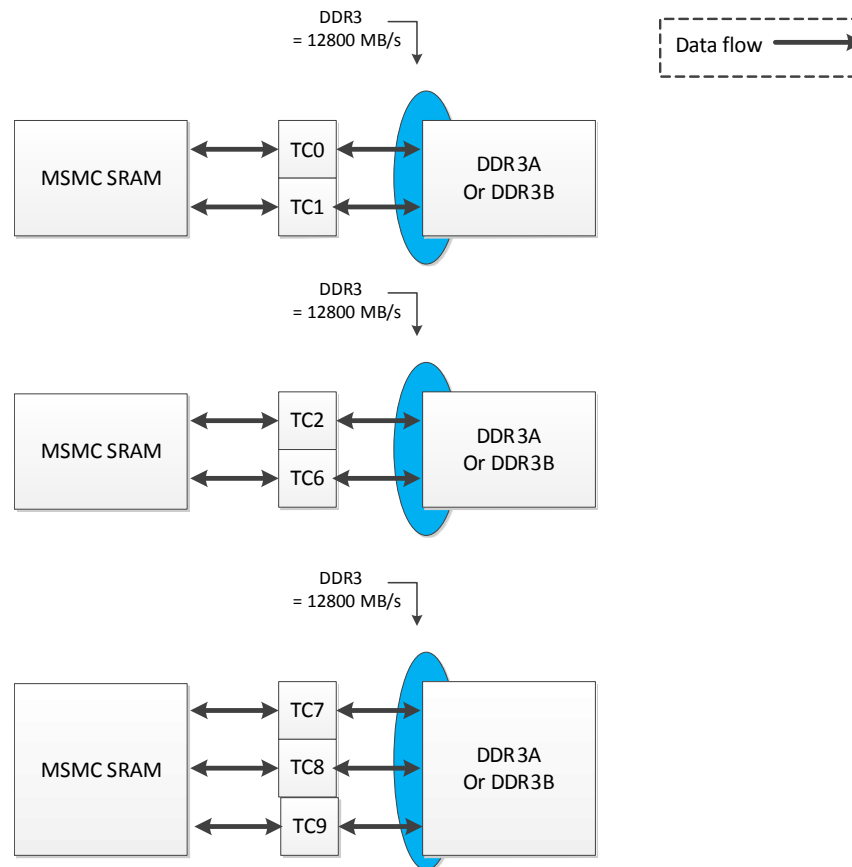 DDR3
= 12800 MB/s
Data flow
MSMC SRAM
TC0
TC1
DDR3A
Or DDR3B
DDR3
= 12800 MB/s
MSMC SRAM
TC2
TC6
DDR3A
Or DDR3B
DDR3
= 12800 MB/s
MSMC SRAM
TC7
TC8
TC9
DDR3A
Or DDR3B